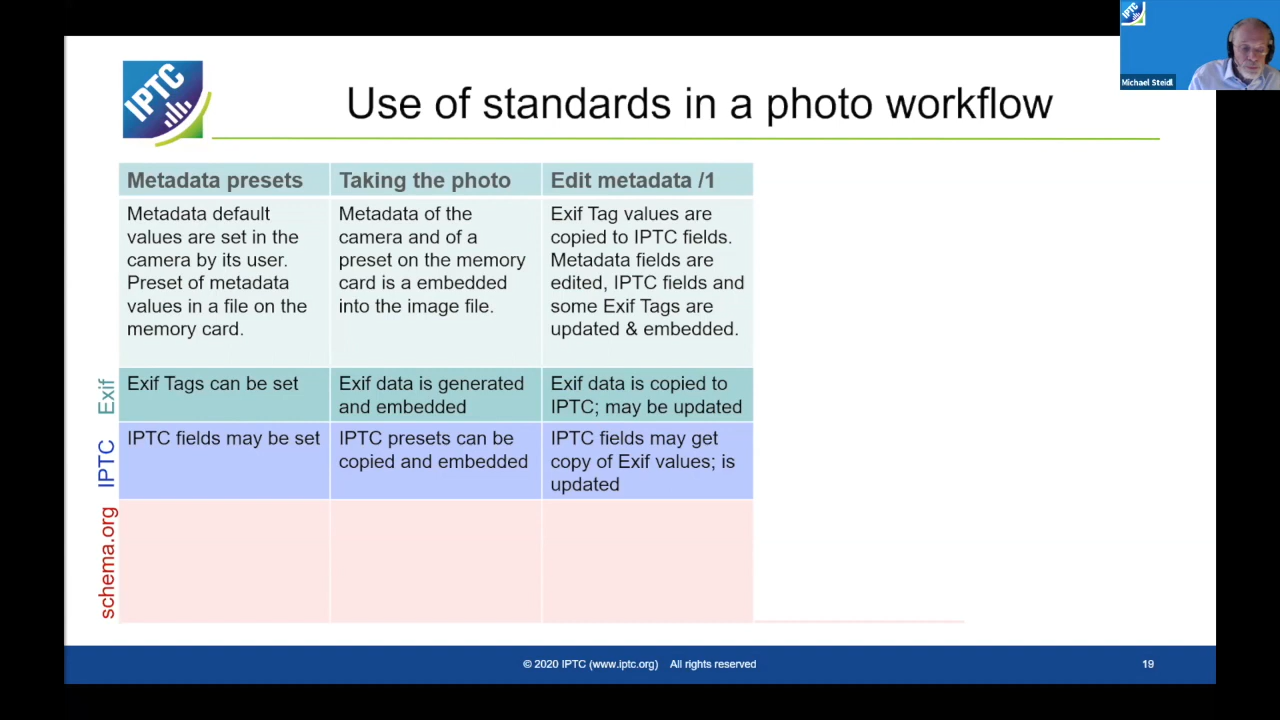 IPTC
Michael Steidl
IPTC
Use of standards in a photo workflow
Metadata presets
Taking the photo
Edit metadata /1
Metadata default
values are set in the
camera by its user.
Preset of metadata
values in a file on the
memory card.
Metadata of the
camera and of a
preset on the memory
card is a embedded
into the image file.
Exif Tag values are
copied to IPTC fields.
Metadata fields are
edited, IPTC fields and
some Exif Tags are
updated & embedded.
Exif
Exif Tags can be set
Exif data is generated
and embedded
Exif data is copied to
IPTC; may be updated
IPTC
IPTC fields may be set
IPTC presets can be
copied and embedded
IPTC fields may get
copy of Exif values; is
updated
schema.org
© 2020 IPTC (www.iptc.org) All rights reserved
19